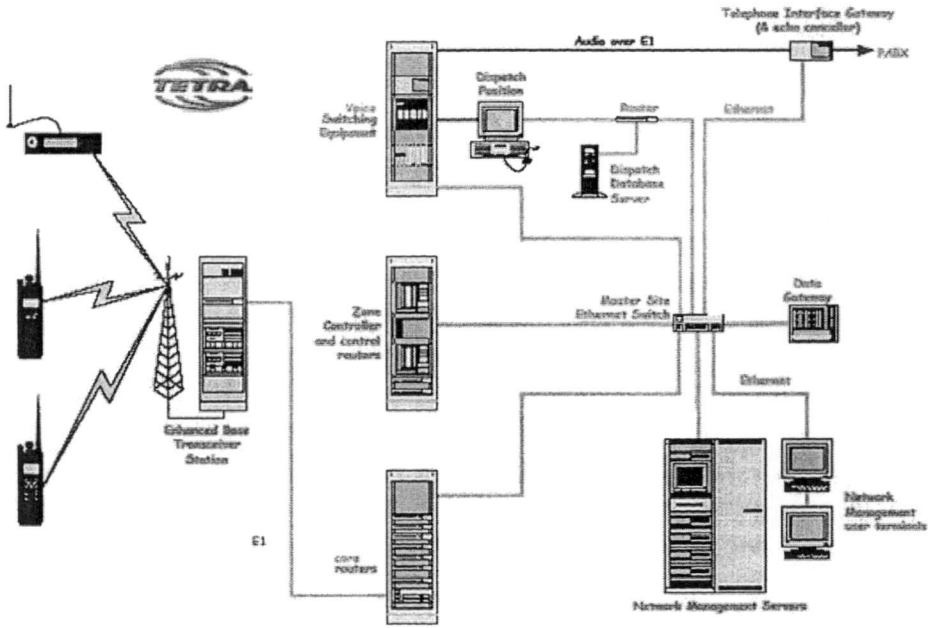 Telephone Interface Gateway
(& echo canceller)
Audio over E1
PABX
TETRA
Dispatch
Position
Voice
Switching
Equipment
Router
Ethernet
Dispatch
Database
Server
Zone
Controller
and control
routers
Master Site
Ethernet Switch
Data
Gateway
Ethernet
Enhanced Base
Transceiver
Station
Network
Management
user terminals
E1
core
routers
Network Management Servers